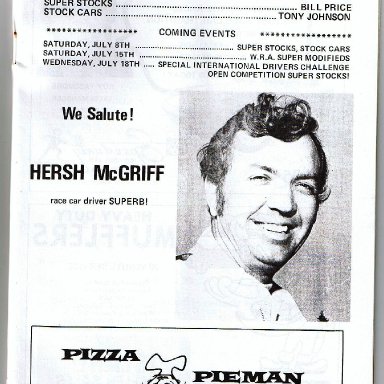 SUPER STOCKS ........................................ BILL PRICE
STOCK CARS ........................................ TONY JOHNSON
******************** COMING EVENTS ********************
SATURDAY, JULY 8TH ........................ SUPER STOCKS, STOCK CARS
SATURDAY, JULY 15TH ........................ W.R.A. SUPER MODIFIEDS
WEDNESDAY, JULY 18TH .... SPECIAL INTERNATIONAL DRIVERS CHALLENGE
OPEN COMPETITION SUPER STOCKS!
We Salute!
HERSH McGRIFF
race car driver SUPERB!
PIZZA
PIEMAN